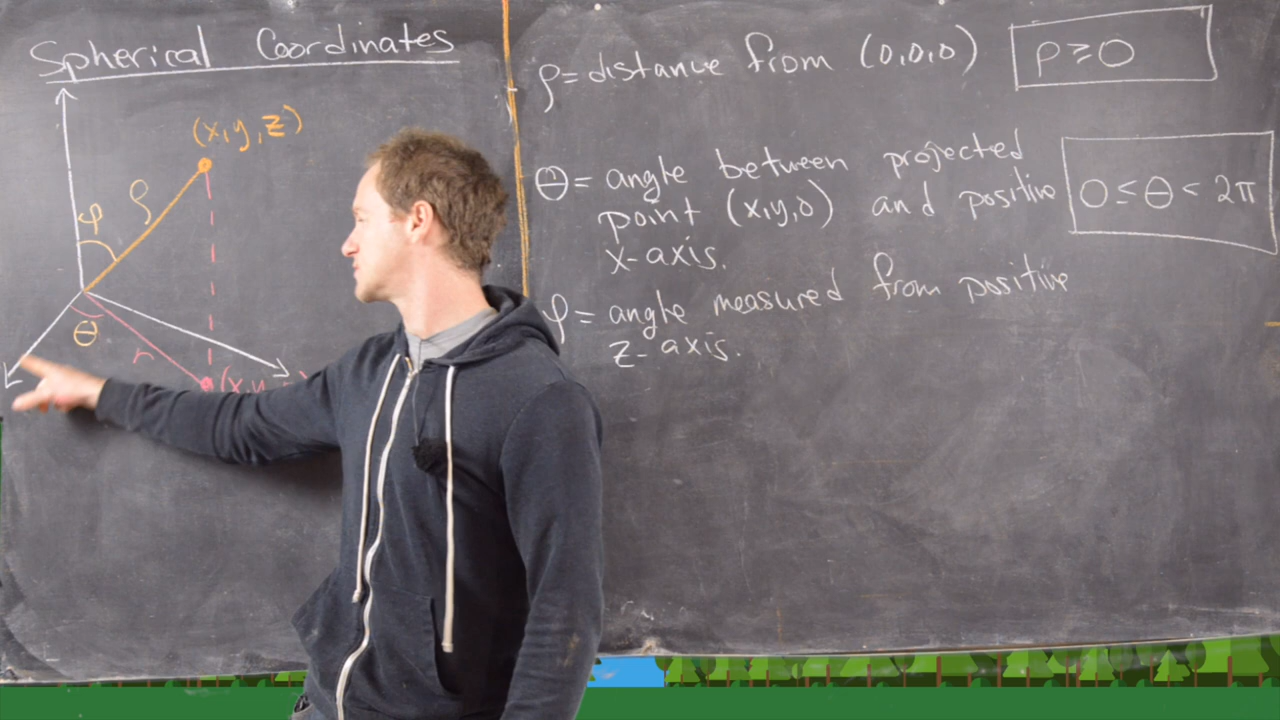 Spherical Coordinates
(x,y,z)
ρ
φ
θ
r
ρ= distance from (0,0,0)
ρ≥0
θ= angle between projected
point (x,y,0) and positive
x-axis.
0≤θ<2π
φ= angle measured from positive
z-axis.